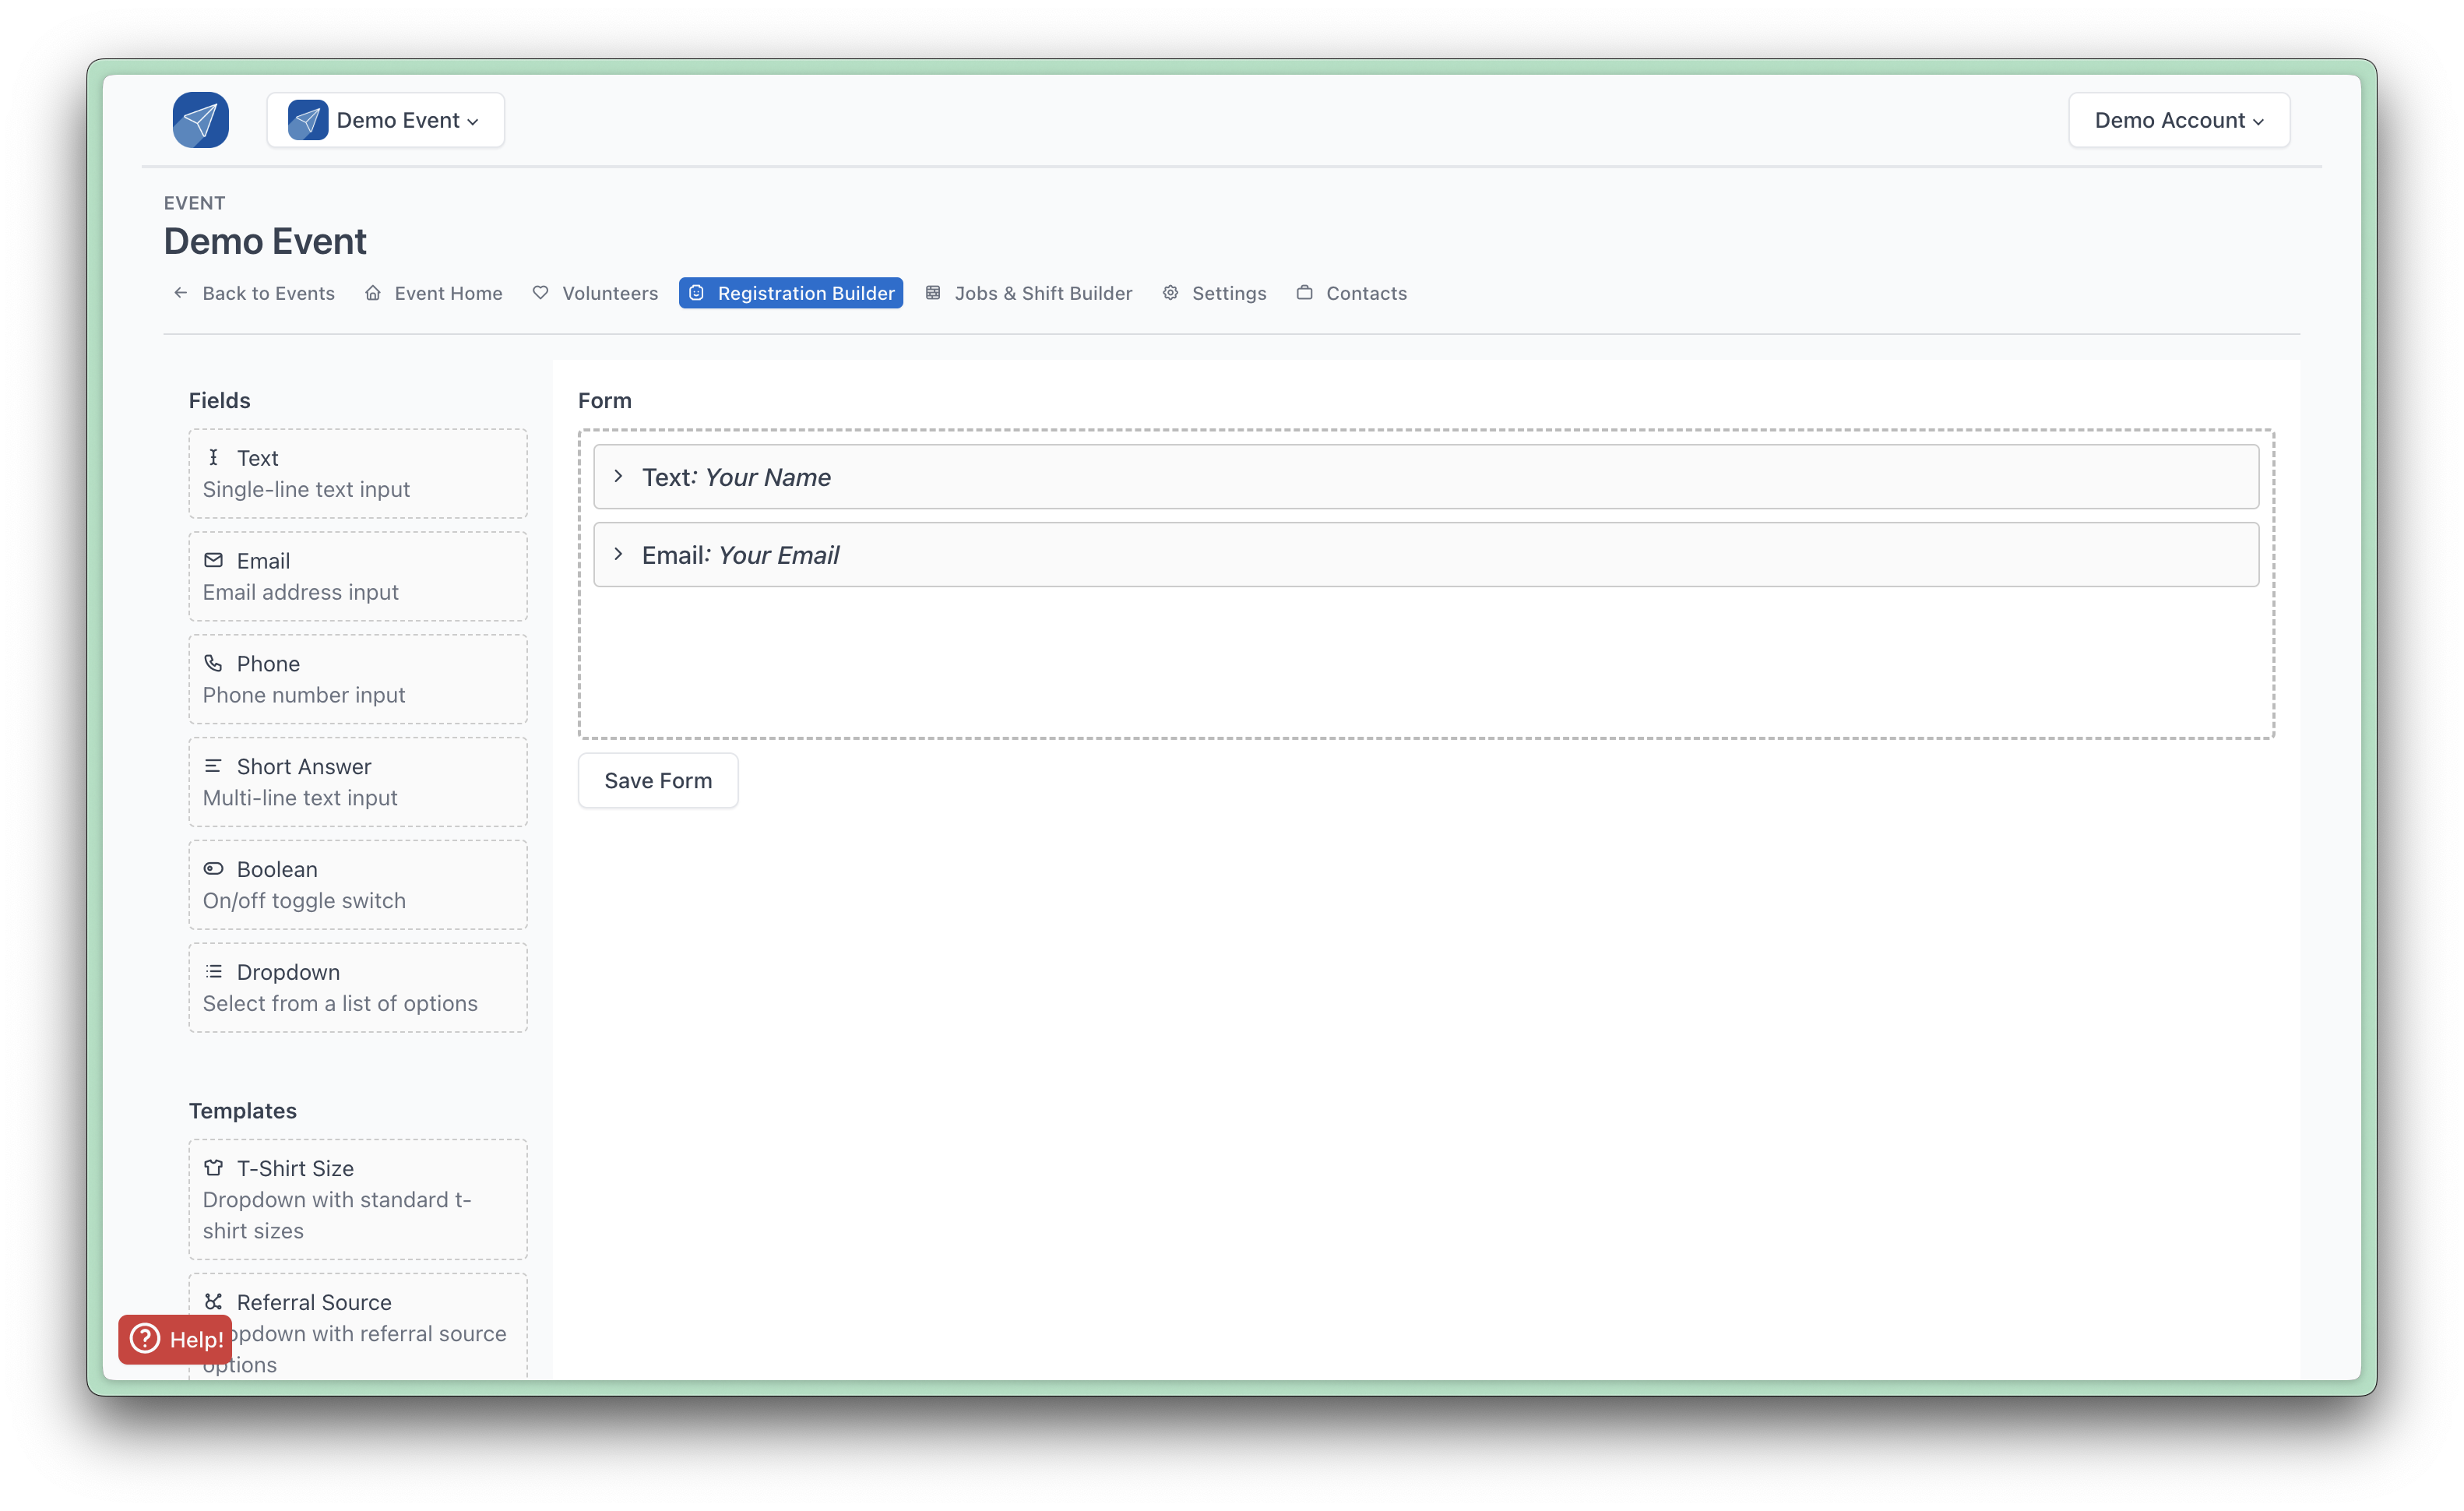 Demo Event
Demo Account
EVENT
Demo Event
Back to Events
Event Home
Volunteers
Registration Builder
Jobs & Shift Builder
Settings
Contacts
Fields
Text
Single-line text input
Email
Email address input
Phone
Phone number input
Short Answer
Multi-line text input
Boolean
On/off toggle switch
Dropdown
Select from a list of options
Templates
T-Shirt Size
Dropdown with standard t-
shirt sizes
Referral Source
opdown with referral source
options
Help!
Form
Text: Your Name
Email: Your Email
Save Form